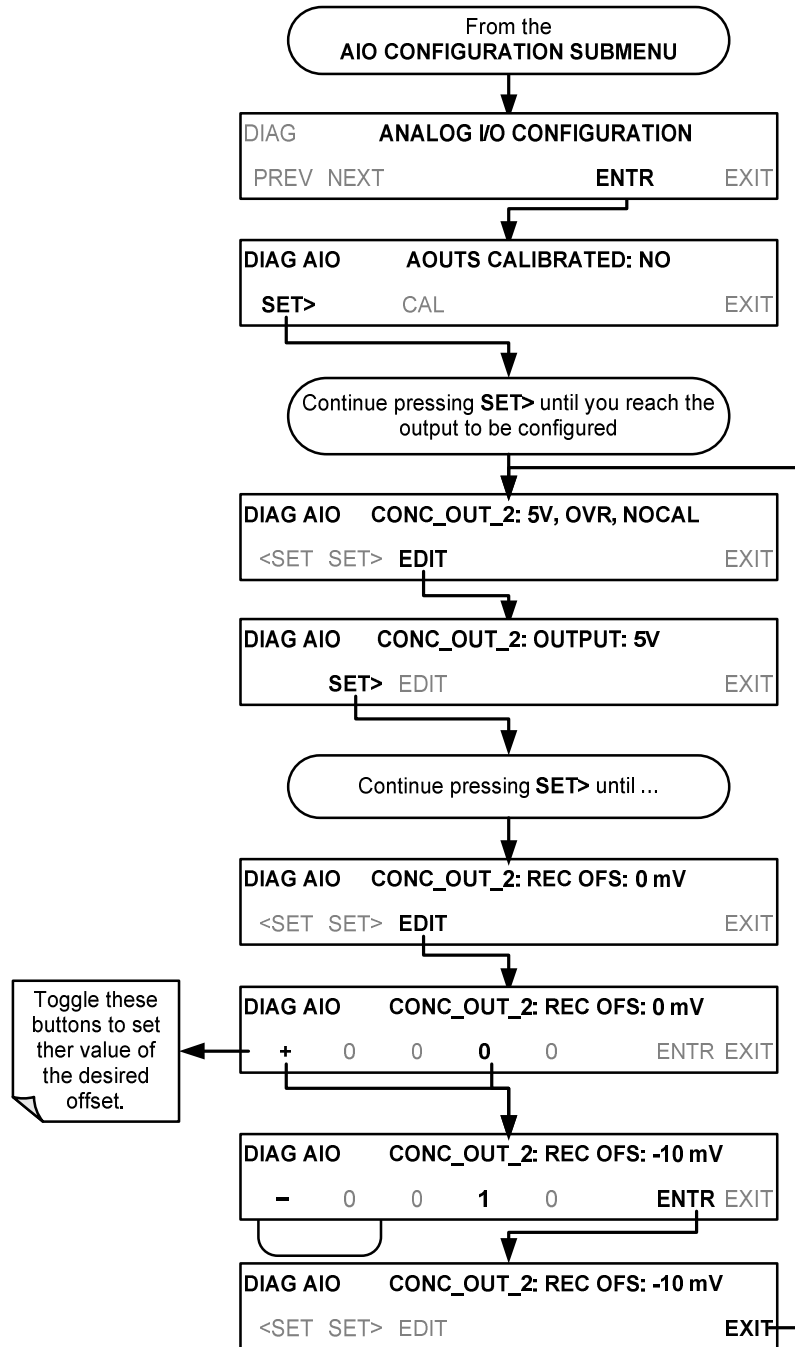 From the
AIO CONFIGURATION SUBMENU
DIAG ANALOG I/O CONFIGURATION
PREV NEXT ENTR EXIT
DIAG AIO AOUTS CALIBRATED: NO
SET> CAL EXIT
Continue pressing SET> until you reach the
output to be configured
DIAG AIO CONC_OUT_2: 5V, OVR, NOCAL
<SET SET> EDIT EXIT
DIAG AIO CONC_OUT_2: OUTPUT: 5V
SET> EDIT EXIT
Continue pressing SET> until ...
DIAG AIO CONC_OUT_2: REC OFS: 0 mV
<SET SET> EDIT EXIT
Toggle these
buttons to set
ther value of
the desired
offset.
DIAG AIO CONC_OUT_2: REC OFS: 0 mV
+ 0 0 0 0 ENTR EXIT
DIAG AIO CONC_OUT_2: REC OFS: -10 mV
– 0 0 1 0 ENTR EXIT
DIAG AIO CONC_OUT_2: REC OFS: -10 mV
<SET SET> EDIT EXIT